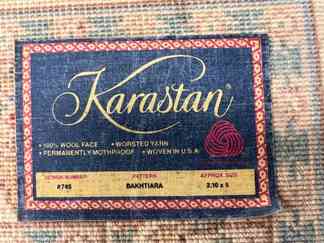 Karastan®
• 100% WOOL FACE • WORSTED YARN
• PERMANENTLY MOTHPROOF • WOVEN IN U.S.A.
DESIGN NUMBER PATTERN APPROX. SIZE
#745 BAKHTIARA 2.10 x 5